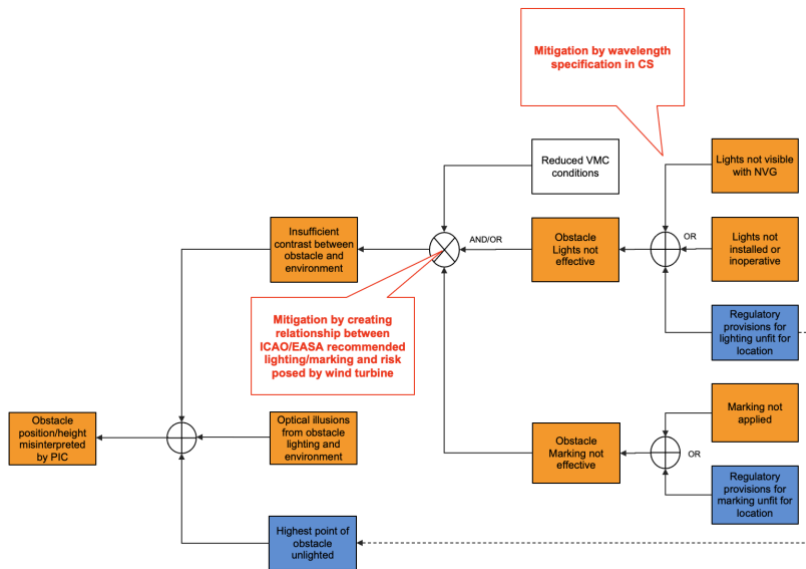 Mitigation by wavelength
specification in CS
Reduced VMC
conditions
Lights not visible
with NVG
Insufficient
contrast between
obstacle and
environment
AND/OR
Obstacle
Lights not
effective
OR
Lights not
installed or
inoperative
Mitigation by creating
relationship between
ICAO/EASA recommended
lighting/marking and risk
posed by wind turbine
Regulatory
provisions for
lighting unfit for
location
Obstacle
position/height
misinterpreted
by PIC
Optical illusions
from obstacle
lighting and
environment
Obstacle
Marking not
effective
OR
Marking not
applied
Regulatory
provisions for
marking unfit for
location
Highest point of
obstacle
unlighted